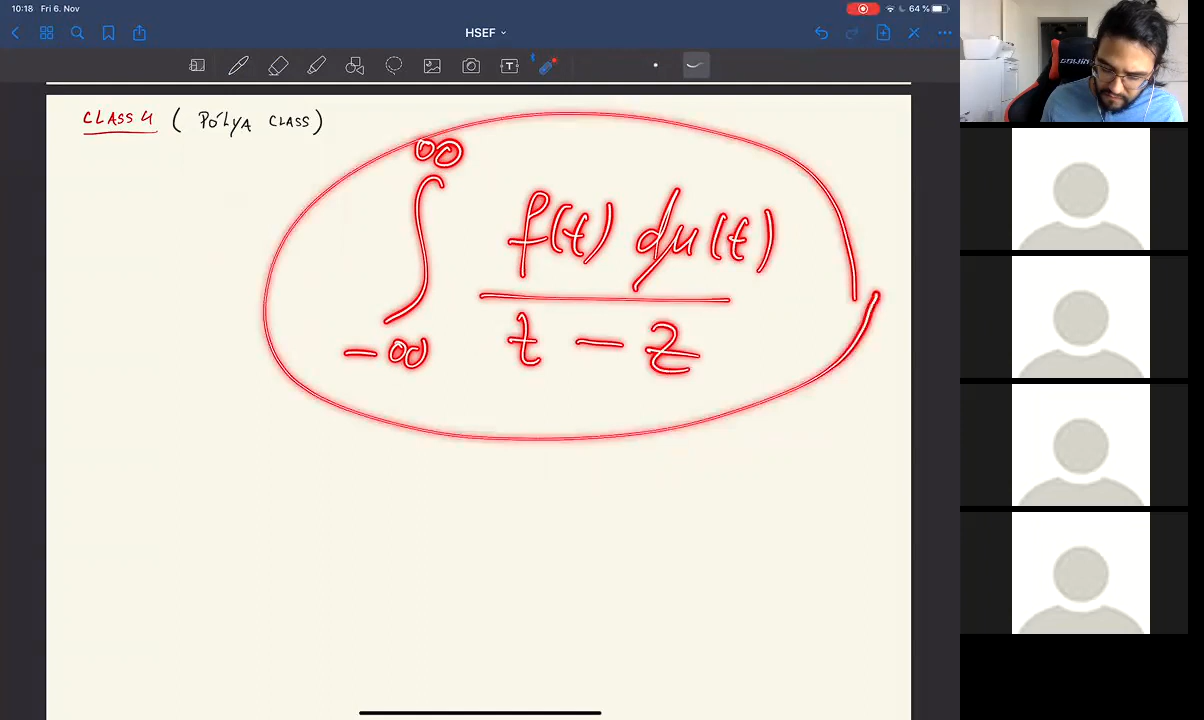 10:18 Fri 6. Nov 64 %
HSEF
CLASS 4 ( PÓLYA CLASS)
∞
∫ f(t) dμ(t)
-∞ t - z